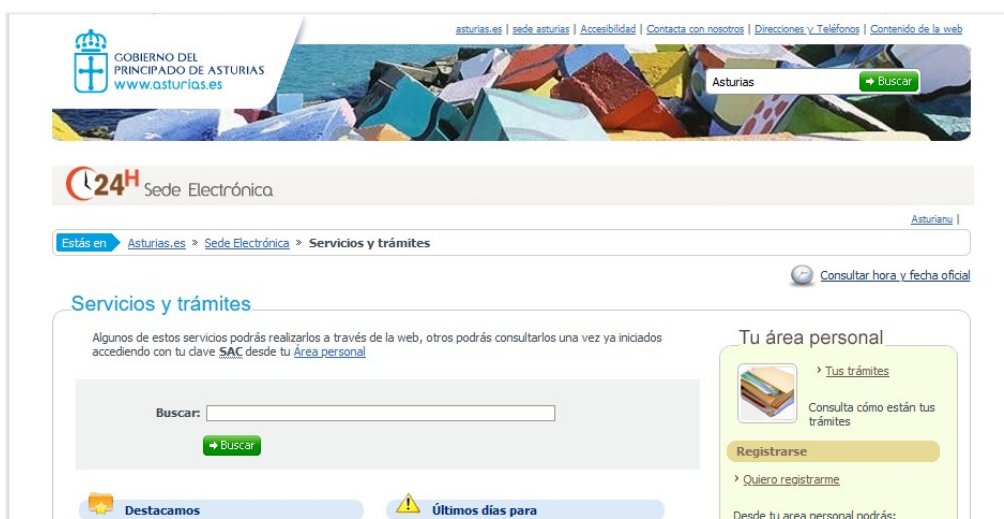 asturias.es | sede asturias | Accesibilidad | Contacta con nosotros | Direcciones y Teléfonos | Contenido de la web
GOBIERNO DEL
PRINCIPADO DE ASTURIAS
www.asturias.es
Asturias
Buscar
24H Sede Electrónica
Asturianu |
Estás en Asturias.es » Sede Electrónica » Servicios y trámites
Consultar hora y fecha oficial
Servicios y trámites
Algunos de estos servicios podrás realizarlos a través de la web, otros podrás consultarlos una vez ya iniciados
accediendo con tu clave SAC desde tu Área personal
Buscar:
Buscar
Destacamos
Últimos días para
Tu área personal
Tus trámites
Consulta cómo están tus
trámites
Registrarse
Quiero registrarme
Desde tu area personal podrás: